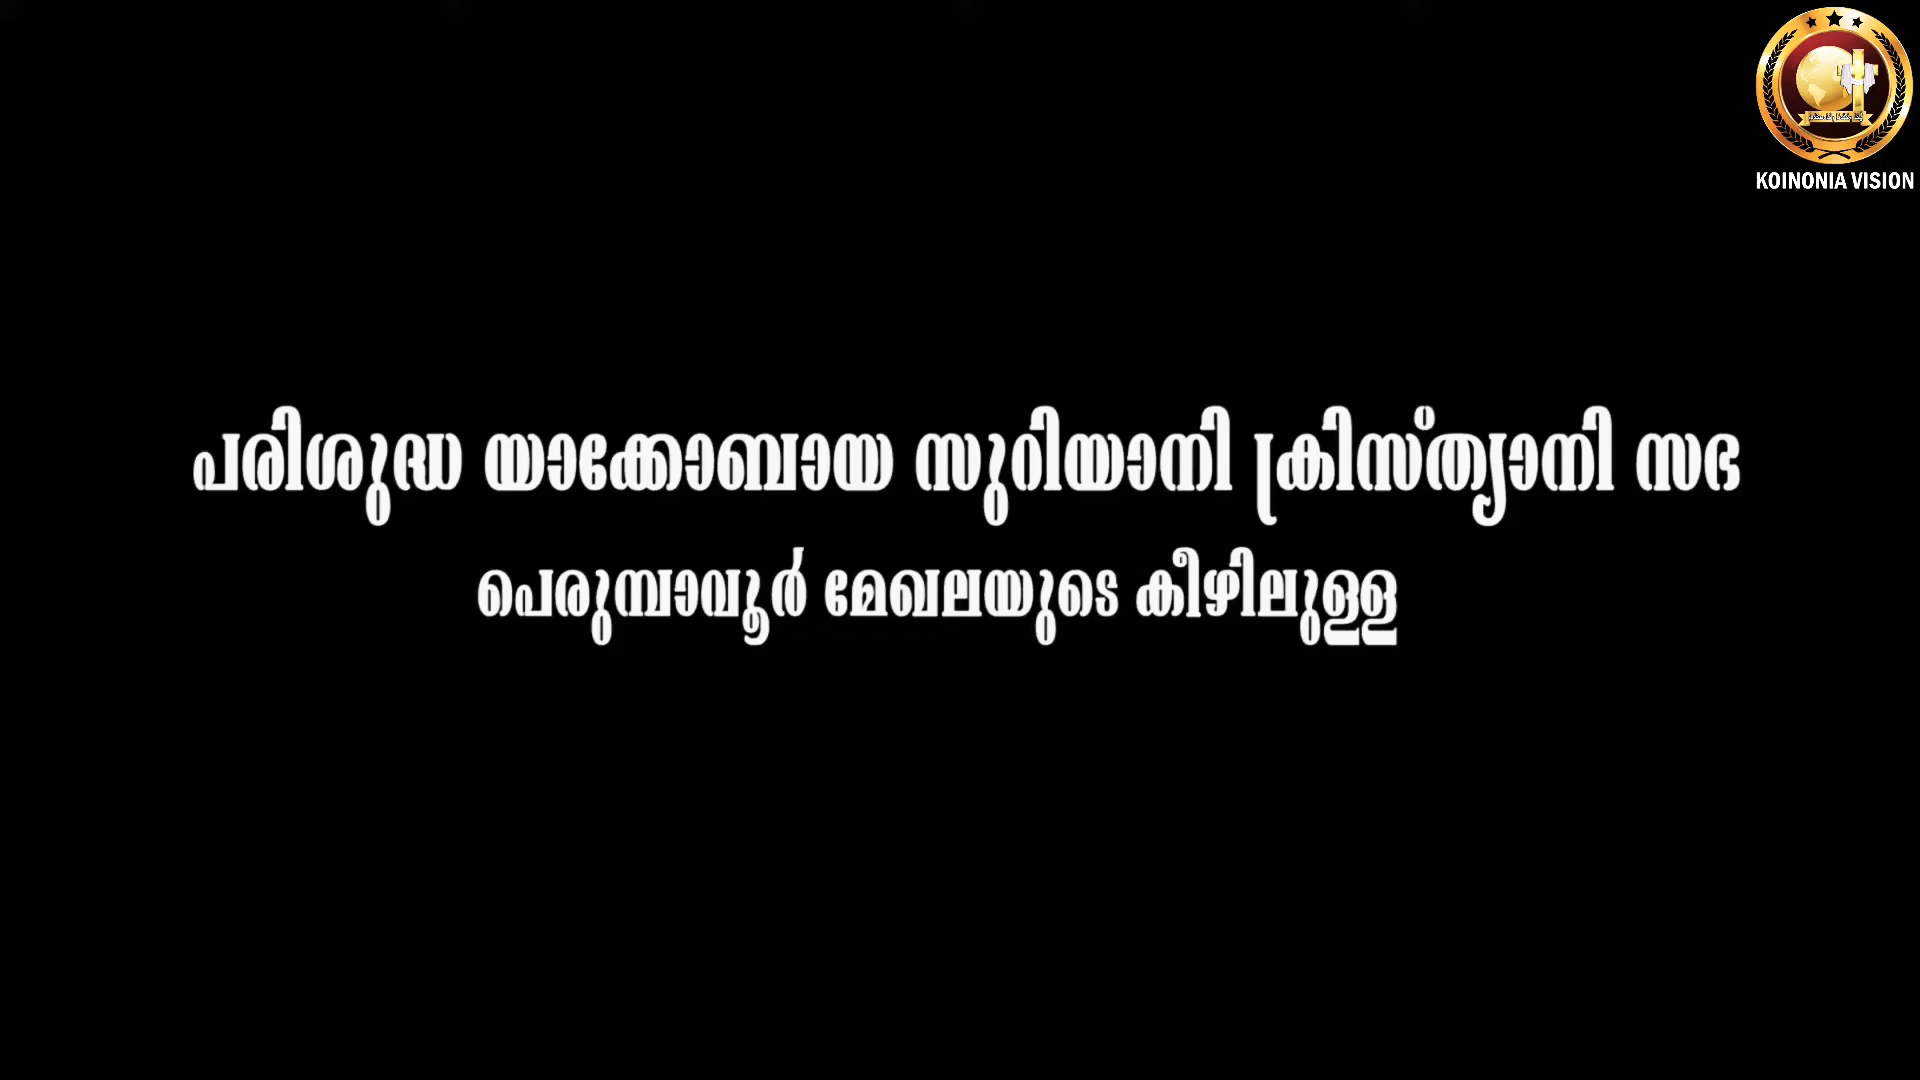 KOINONIA VISION
പരിശുദ്ധ യാക്കോബായ സുറിയാനി ക്രിസ്ത്യാനി സഭ
പെരുമ്പാവൂർ മേഖലയുടെ കീഴിലുള്ള